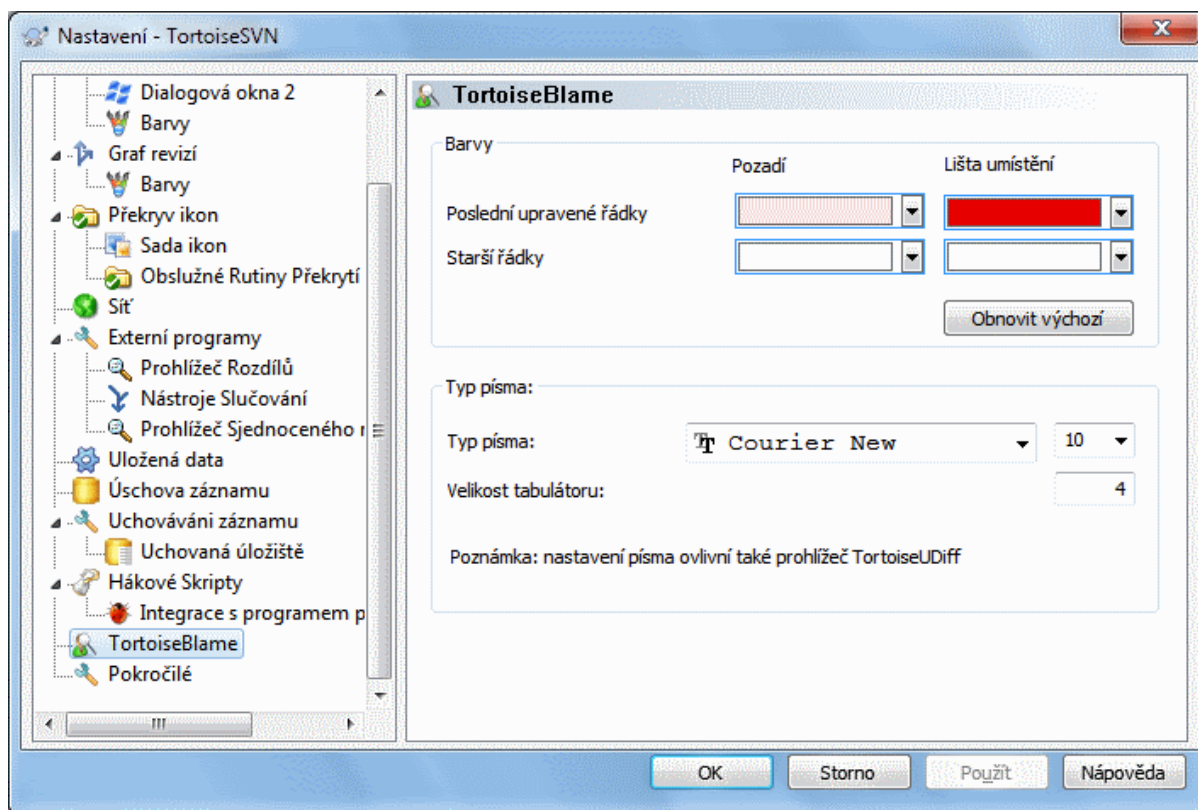 Nastavení - TortoiseSVN
Dialogová okna 2
Barvy
Graf revizí
Barvy
Překryv ikon
Sada ikon
Obslužné Rutiny Překrytí
Síť
Externí programy
Prohlížeč Rozdílů
Nástroje Slučování
Prohlížeč Sjednoceného r
Uložená data
Úschova záznamu
Uchováváni záznamu
Uchovaná úložiště
Hákové Skripty
Integrace s programem p
TortoiseBlame
Pokročilé
TortoiseBlame
Barvy
Pozadí Lišta umístění
Poslední upravené řádky
Starší řádky
Obnovit výchozí
Typ písma:
Typ písma: Courier New 10
Velikost tabulátoru: 4
Poznámka: nastavení písma ovlivní také prohlížeč TortoiseUDiff
OK Storno Použít Nápověda